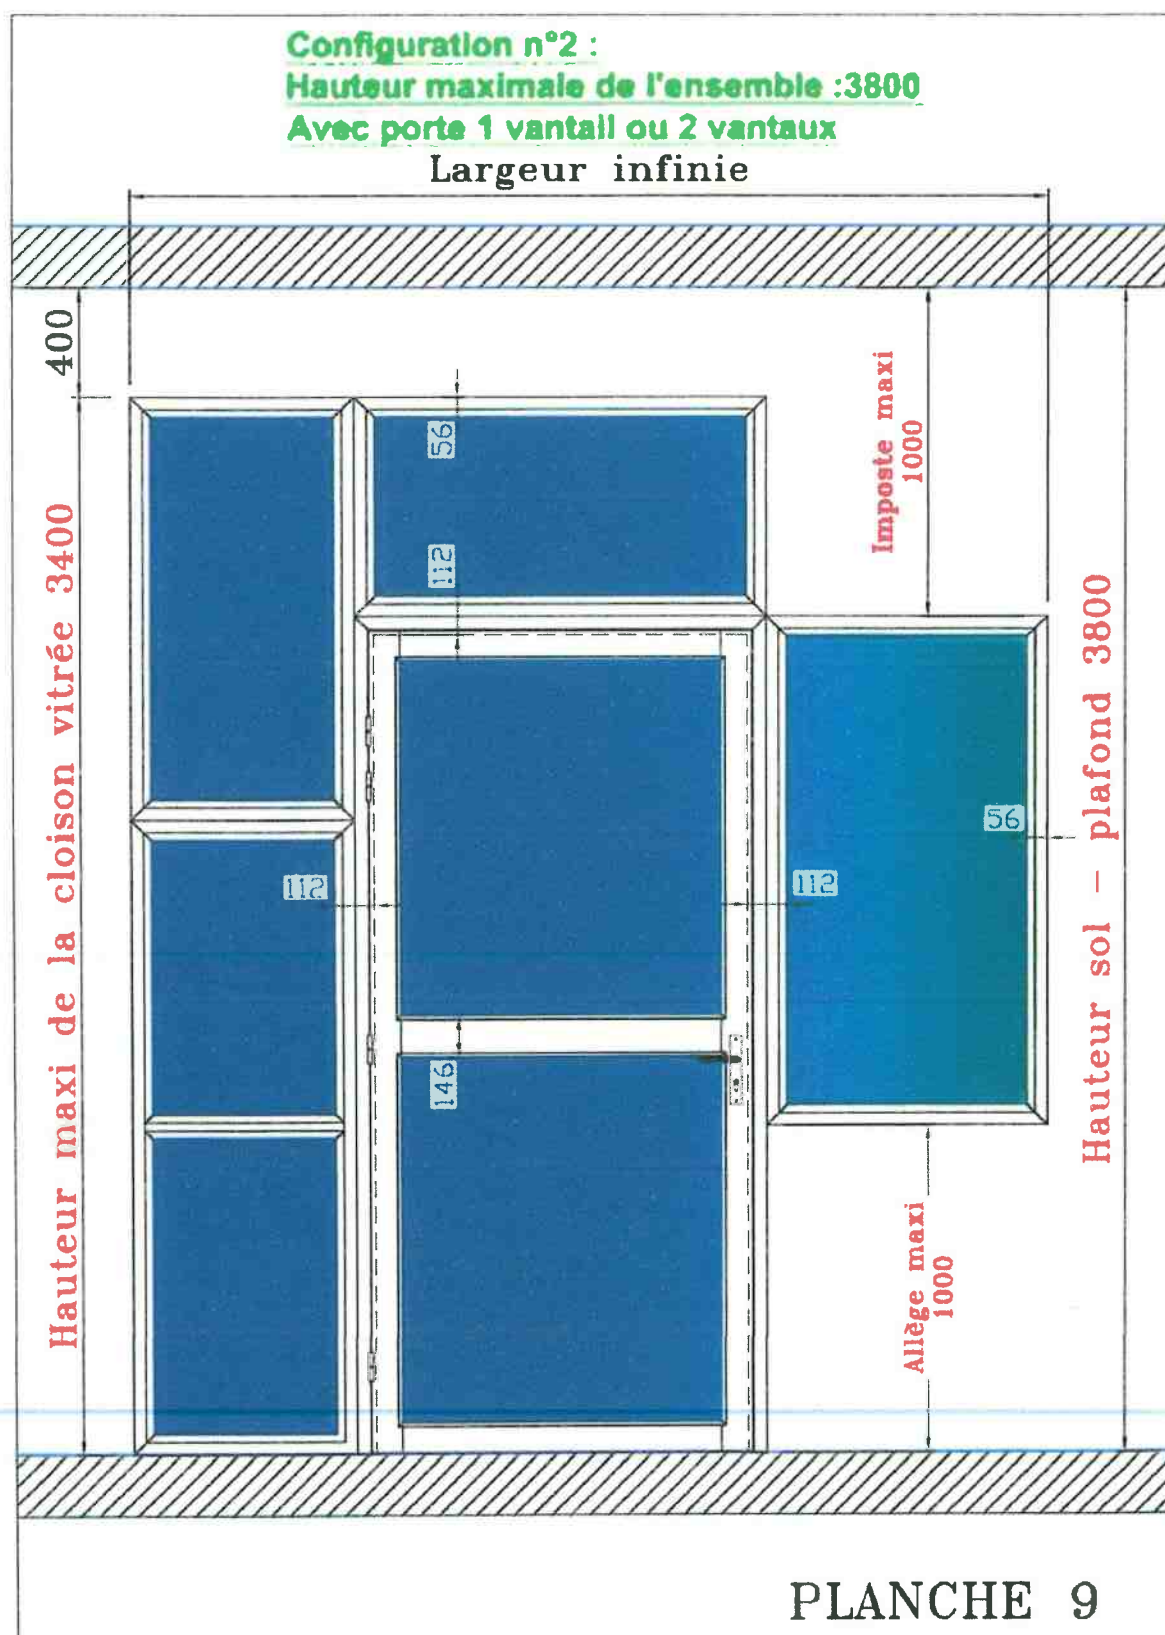 Configuration n°2 :
Hauteur maximale de l'ensemble :3800
Avec porte 1 vantail ou 2 vantaux
Largeur infinie
400
Hauteur maxi de la cloison vitrée 3400
56
112
Imposte maxi
1000
Hauteur sol - plafond 3800
56
112
112
146
Allège maxi
1000
PLANCHE 9